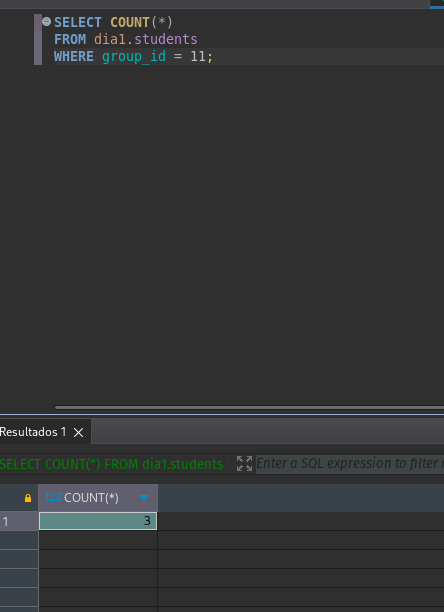 SELECT COUNT(*)
FROM dia1.students
WHERE group_id = 11;
Resultados 1
SELECT COUNT(*) FROM dia1.students
Enter a SQL expression to filter
123 COUNT(*)
1
3